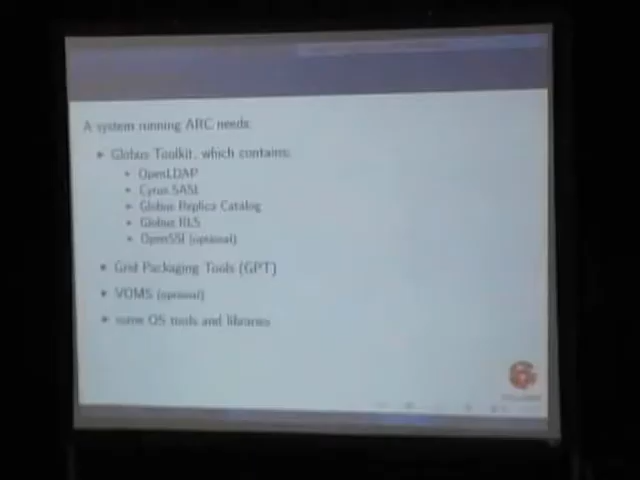 A system running ARC needs:
Globus Toolkit, which contains:
OpenLDAP
Cyrus SASL
Globus Replica Catalog
Globus RLS
OpenSSl (optional)
Grid Packaging Tools (GPT)
VOMS (optional)
some OS tools and libraries